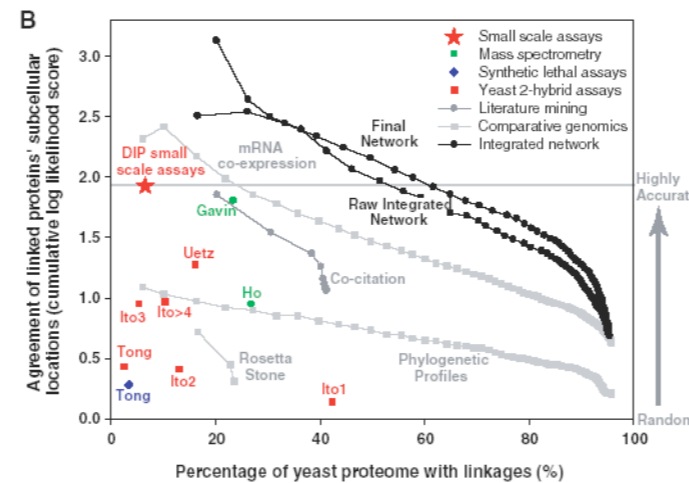 B
Small scale assays
Mass spectrometry
Synthetic lethal assays
Yeast 2-hybrid assays
Literature mining
Comparative genomics
Integrated network
3.0
2.5
2.0
1.5
1.0
0.5
0.0
Agreement of linked proteins' subcellular
locations (cumulative log likelihood score)
DIP small
scale assays
mRNA
co-expression
Final
Network
Raw Integrated
Network
Highly
Accurat
Gavin
Uetz
Co-citation
Ho
Ito3
Ito>4
Tong
Ito2
Rosetta
Stone
Phylogenetic
Profiles
Tong
Ito1
Random
0
20
40
60
80
100
Percentage of yeast proteome with linkages (%)